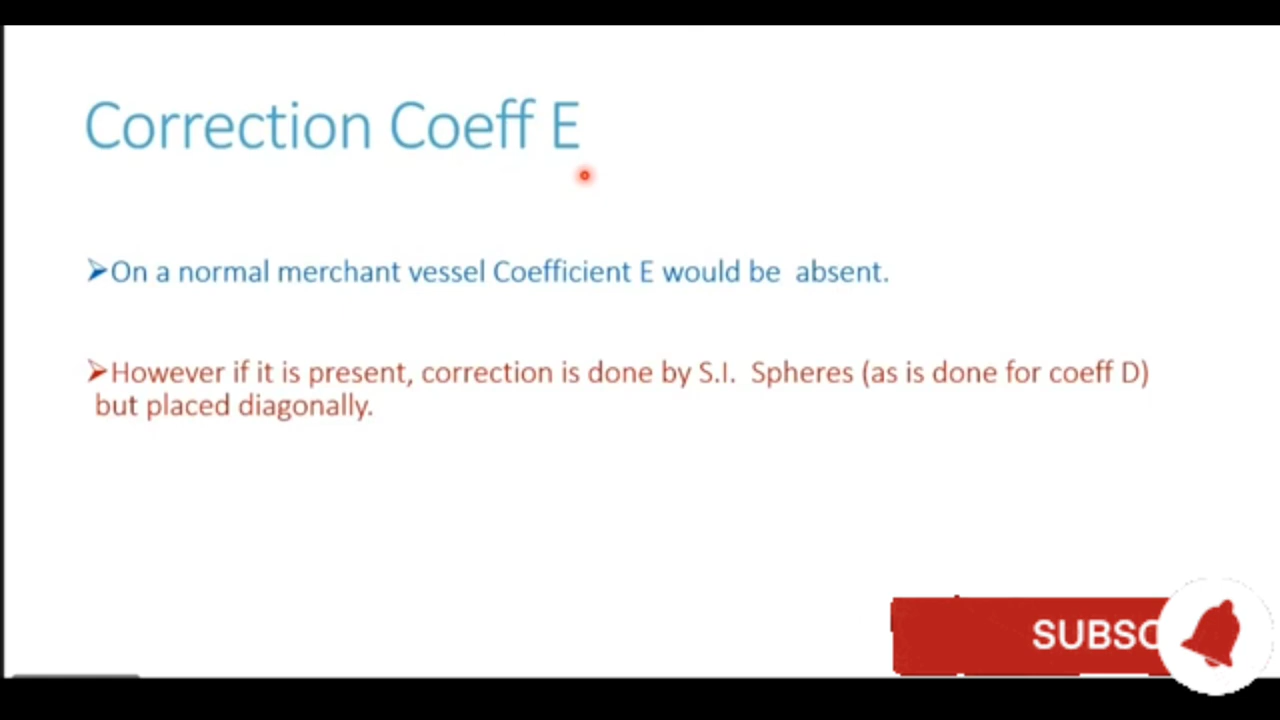 Correction Coeff E
➤On a normal merchant vessel Coefficient E would be absent.
➤However if it is present, correction is done by S.I. Spheres (as is done for coeff D)
but placed diagonally.
SUBSC